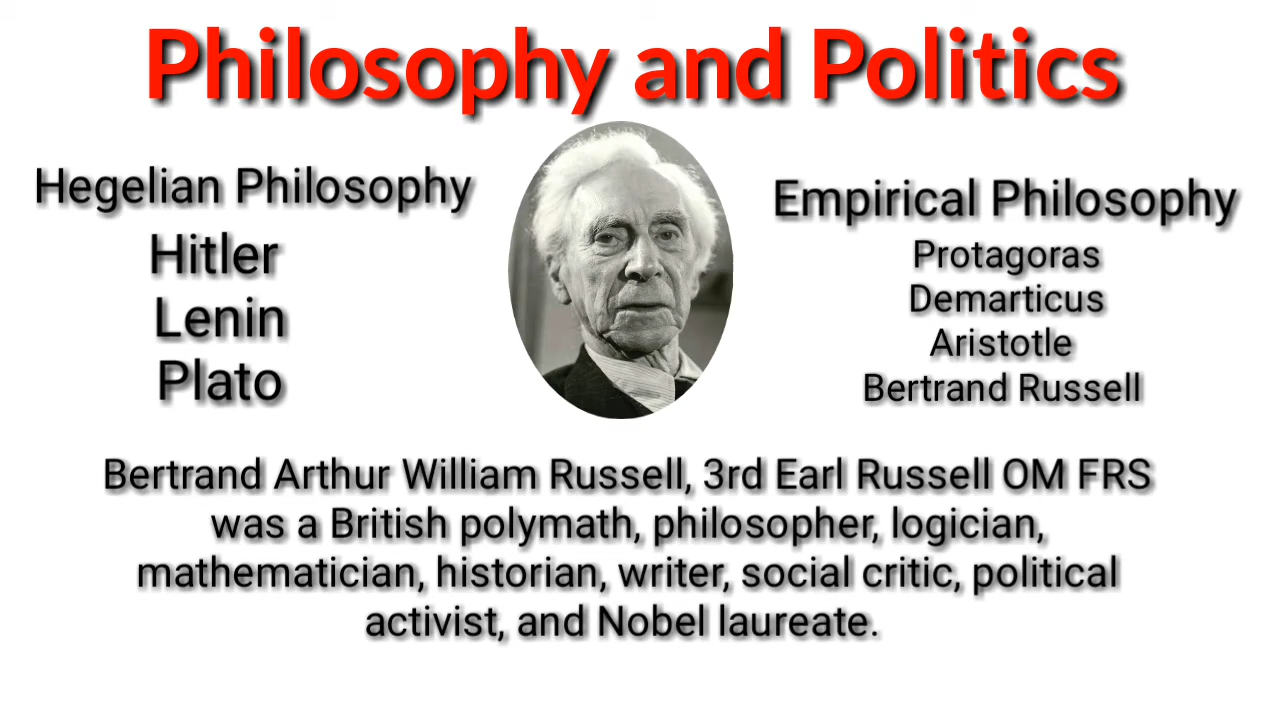 Philosophy and Politics
Hegelian Philosophy
Hitler
Lenin
Plato
Empirical Philosophy
Protagoras
Demarticus
Aristotle
Bertrand Russell
Bertrand Arthur William Russell, 3rd Earl Russell OM FRS
was a British polymath, philosopher, logician,
mathematician, historian, writer, social critic, political
activist, and Nobel laureate.